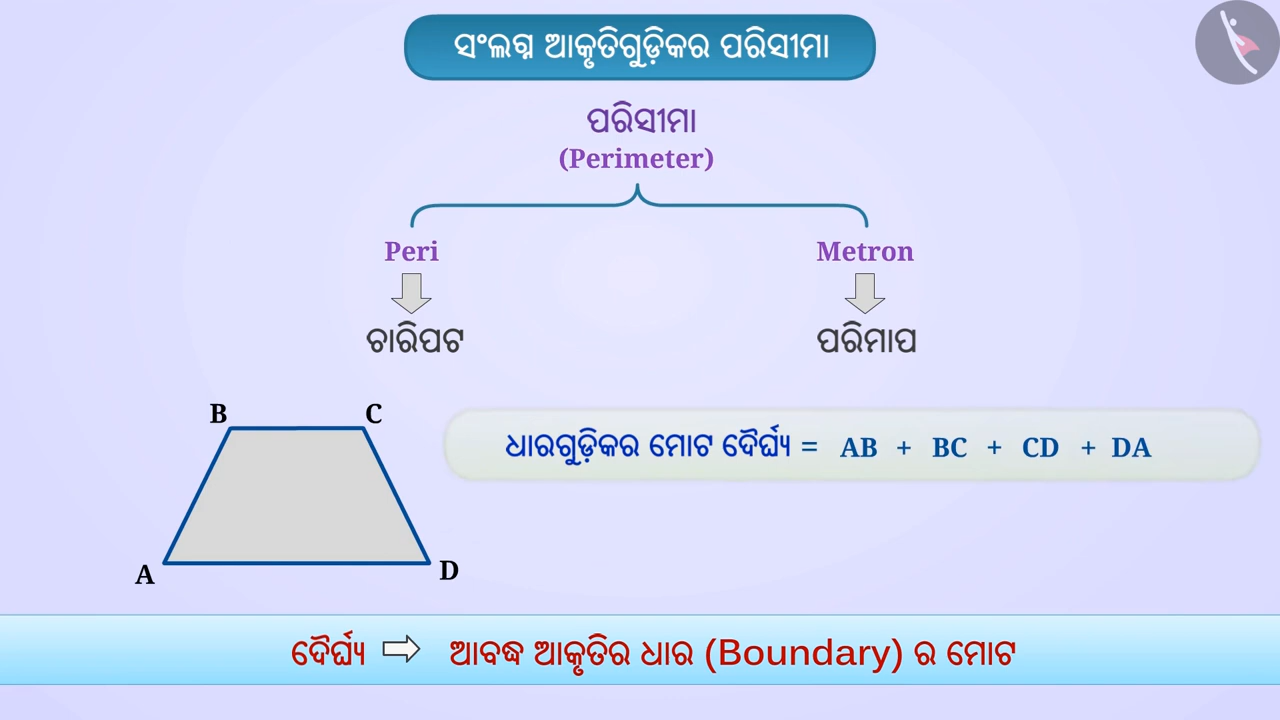 ସଂଲଗ୍ନ ଆକୃତିଗୁଡ଼ିକର ପରିସୀମା
ପରିସୀମା
(Perimeter)
Peri Metron
ଚାରିପଟ ପରିମାପ
B C
ଧାରଗୁଡ଼ିକର ମୋଟ ଦୈର୍ଘ୍ୟ = AB + BC + CD + DA
A D
ଦୈର୍ଘ୍ୟ ⇨ ଆବଦ୍ଧ ଆକୃତିର ଧାର (Boundary) ର ମୋଟ